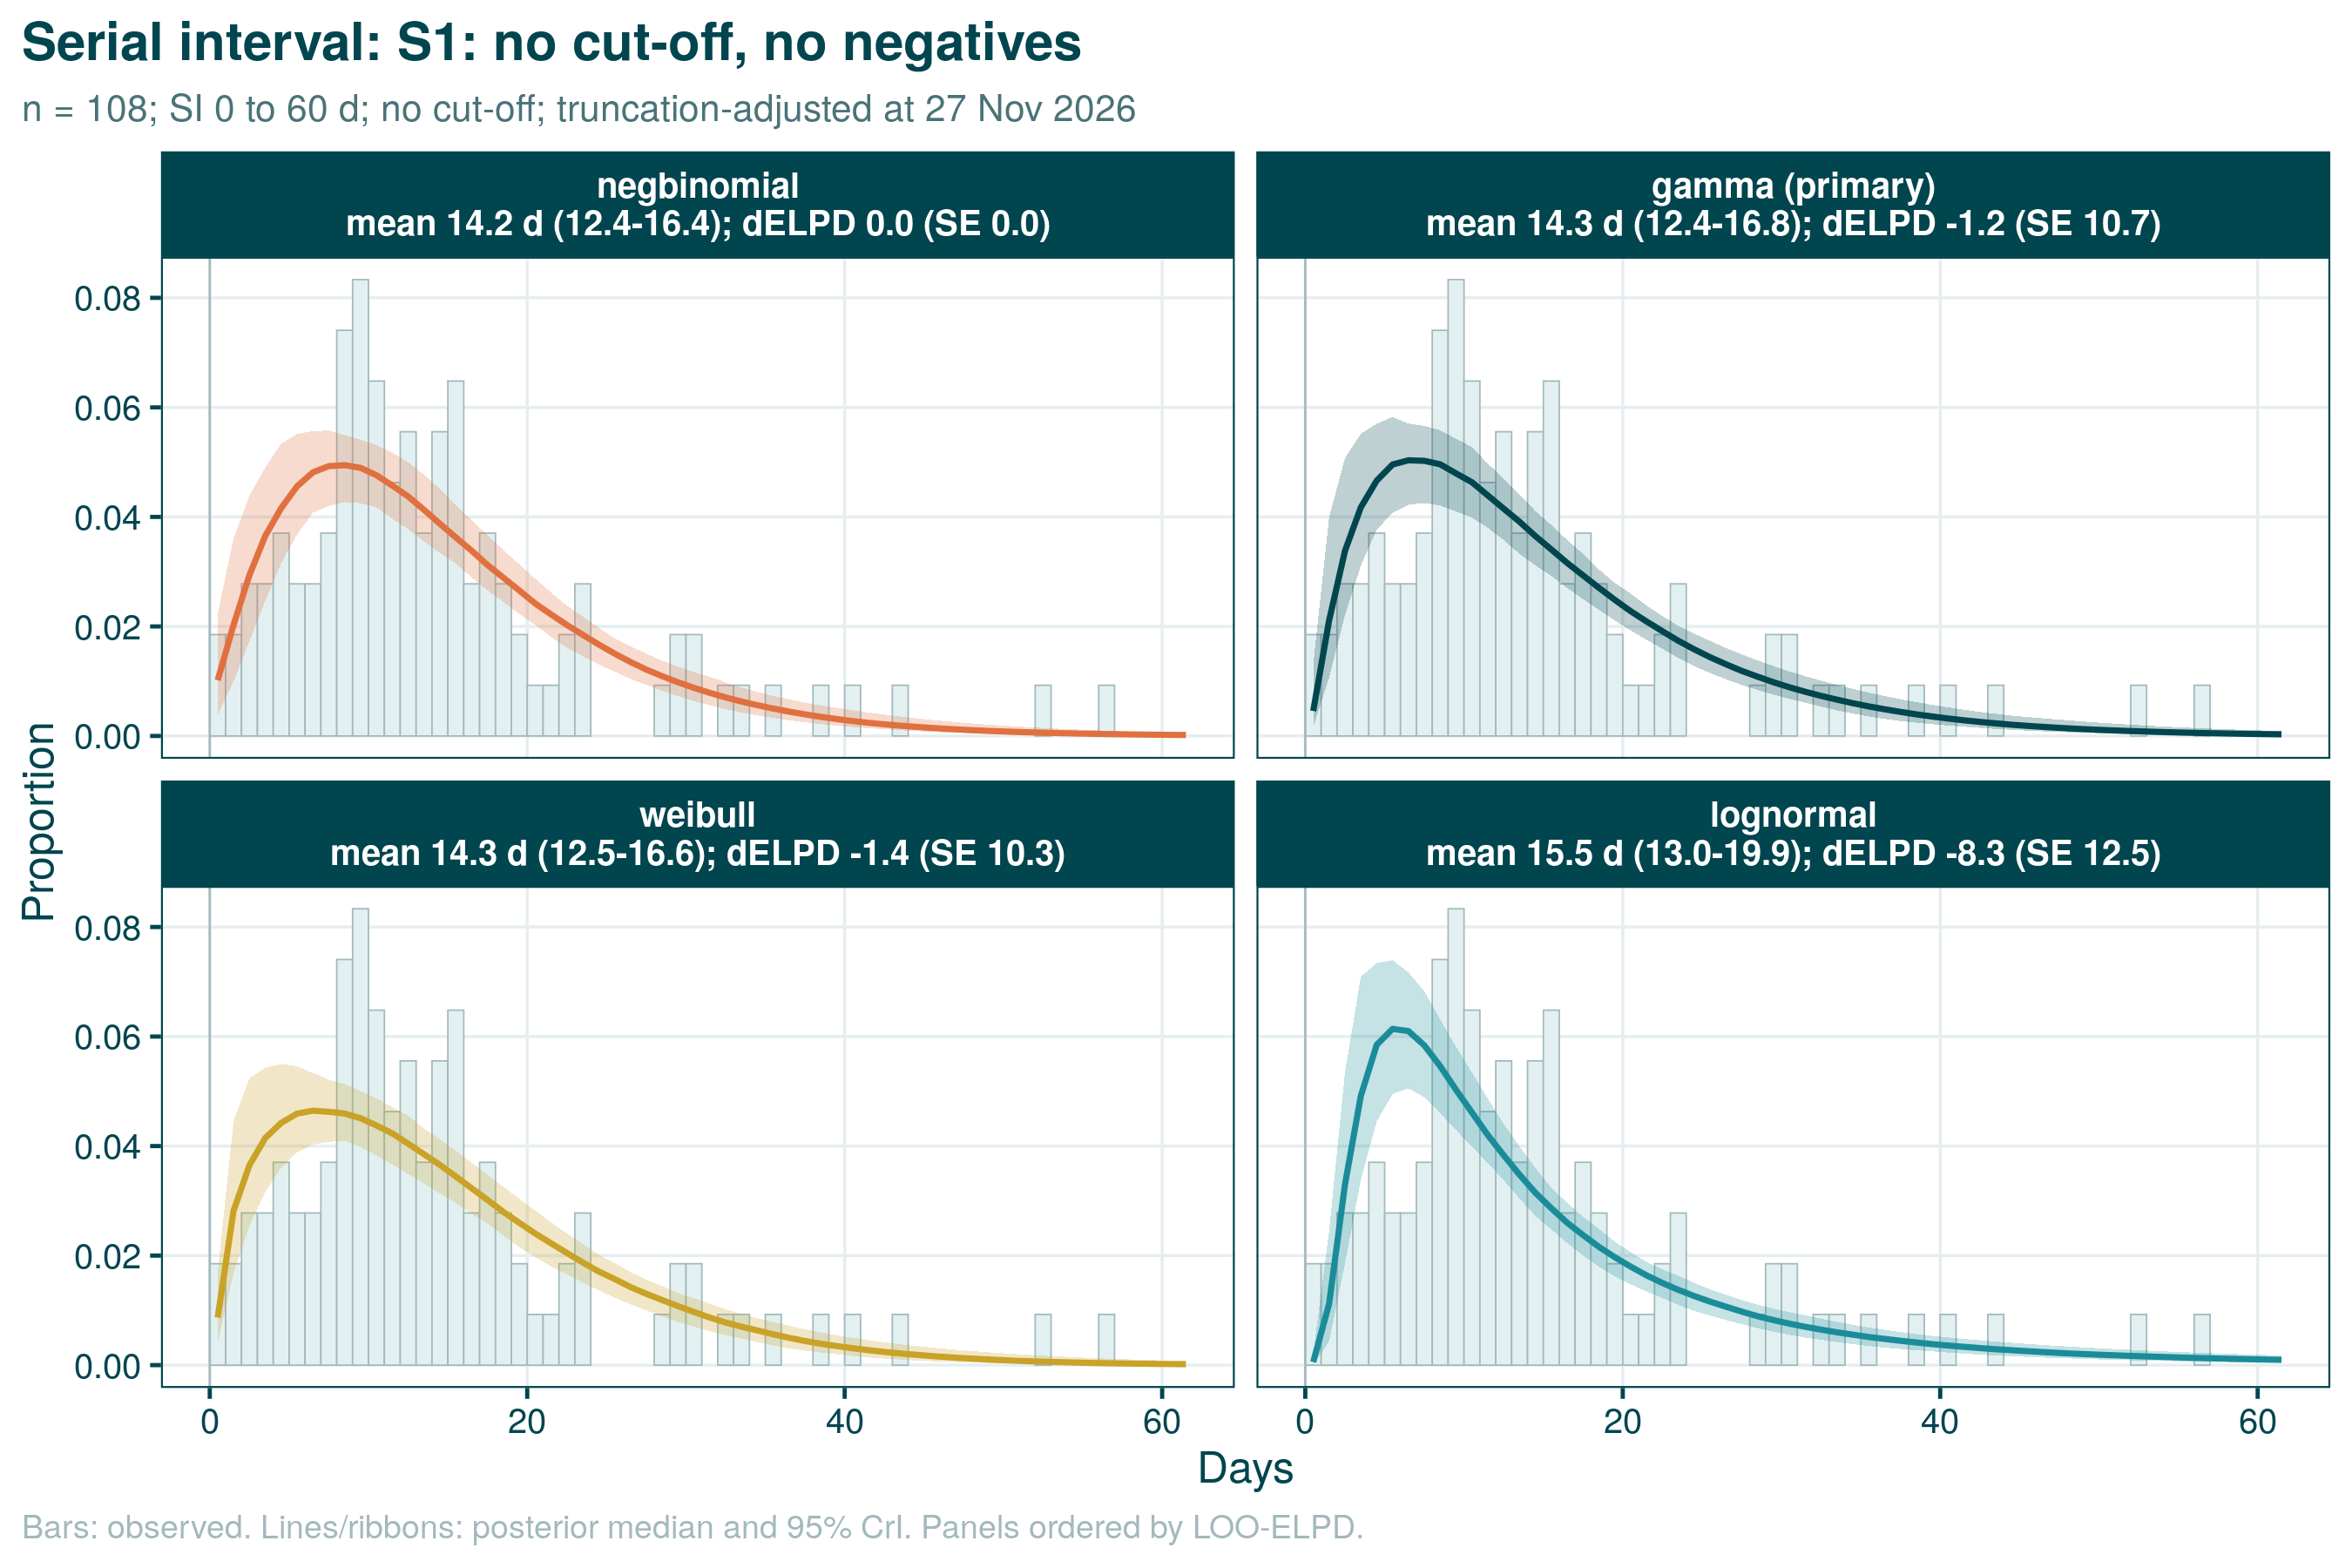 Serial interval: S1: no cut-off, no negatives
n = 108; SI 0 to 60 d; no cut-off; truncation-adjusted at 27 Nov 2026
negbinomial
mean 14.2 d (12.4-16.4); dELPD 0.0 (SE 0.0)
gamma (primary)
mean 14.3 d (12.4-16.8); dELPD -1.2 (SE 10.7)
0.08
0.06
0.04
0.02
0.00
weibull
mean 14.3 d (12.5-16.6); dELPD -1.4 (SE 10.3)
lognormal
mean 15.5 d (13.0-19.9); dELPD -8.3 (SE 12.5)
0.08
0.06
0.04
0.02
0.00
Proportion
0 20 40 60
0 20 40 60
Days
Bars: observed. Lines/ribbons: posterior median and 95% CrI. Panels ordered by LOO-ELPD.